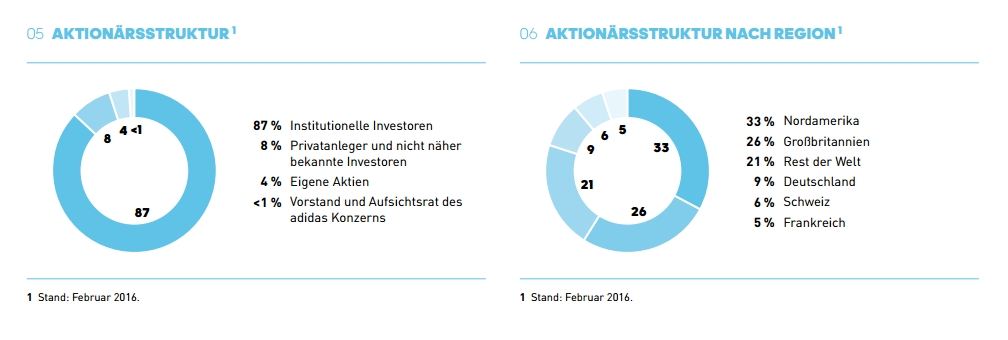 05 AKTIONÄRSSTRUKTUR 1
8
4
<1
87
87 % Institutionelle Investoren
8 % Privatanleger und nicht näher
bekannte Investoren
4 % Eigene Aktien
<1 % Vorstand und Aufsichtsrat des
adidas Konzerns
1 Stand: Februar 2016.
06 AKTIONÄRSSTRUKTUR NACH REGION 1
5
6
9
33
21
26
33 % Nordamerika
26 % Großbritannien
21 % Rest der Welt
9 % Deutschland
6 % Schweiz
5 % Frankreich
1 Stand: Februar 2016.